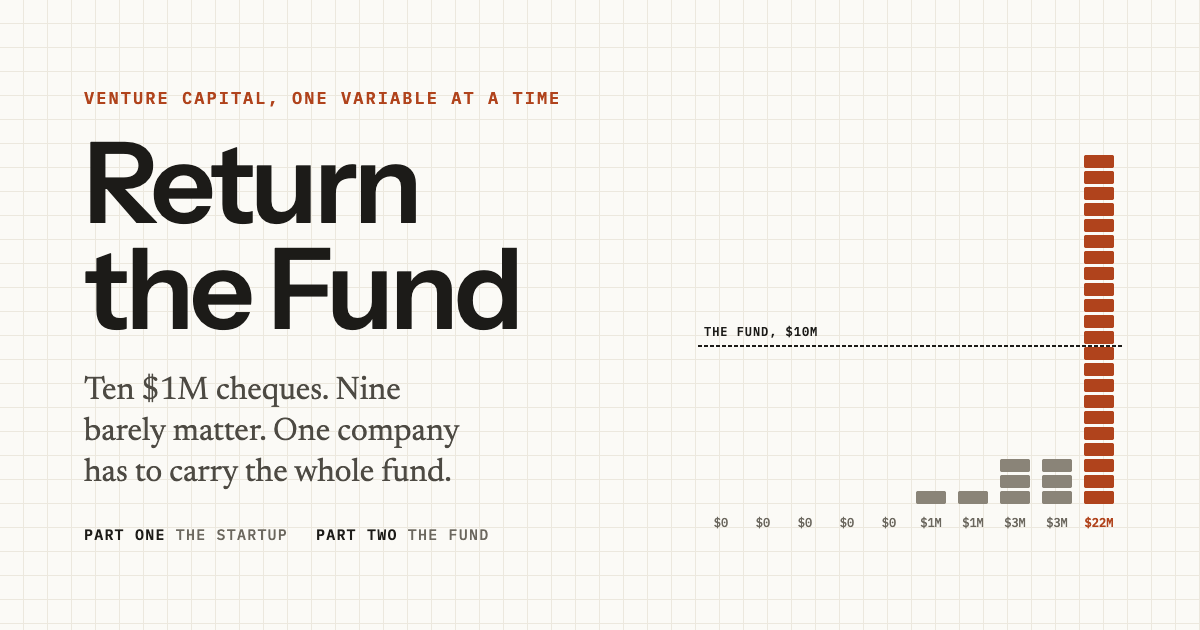 VENTURE CAPITAL, ONE VARIABLE AT A TIME
Return
the Fund
Ten $1M cheques. Nine
barely matter. One company
has to carry the whole fund.
PART ONE THE STARTUP PART TWO THE FUND
THE FUND, $10M
$0 $0 $0 $0 $0 $1M $1M $3M $3M $22M